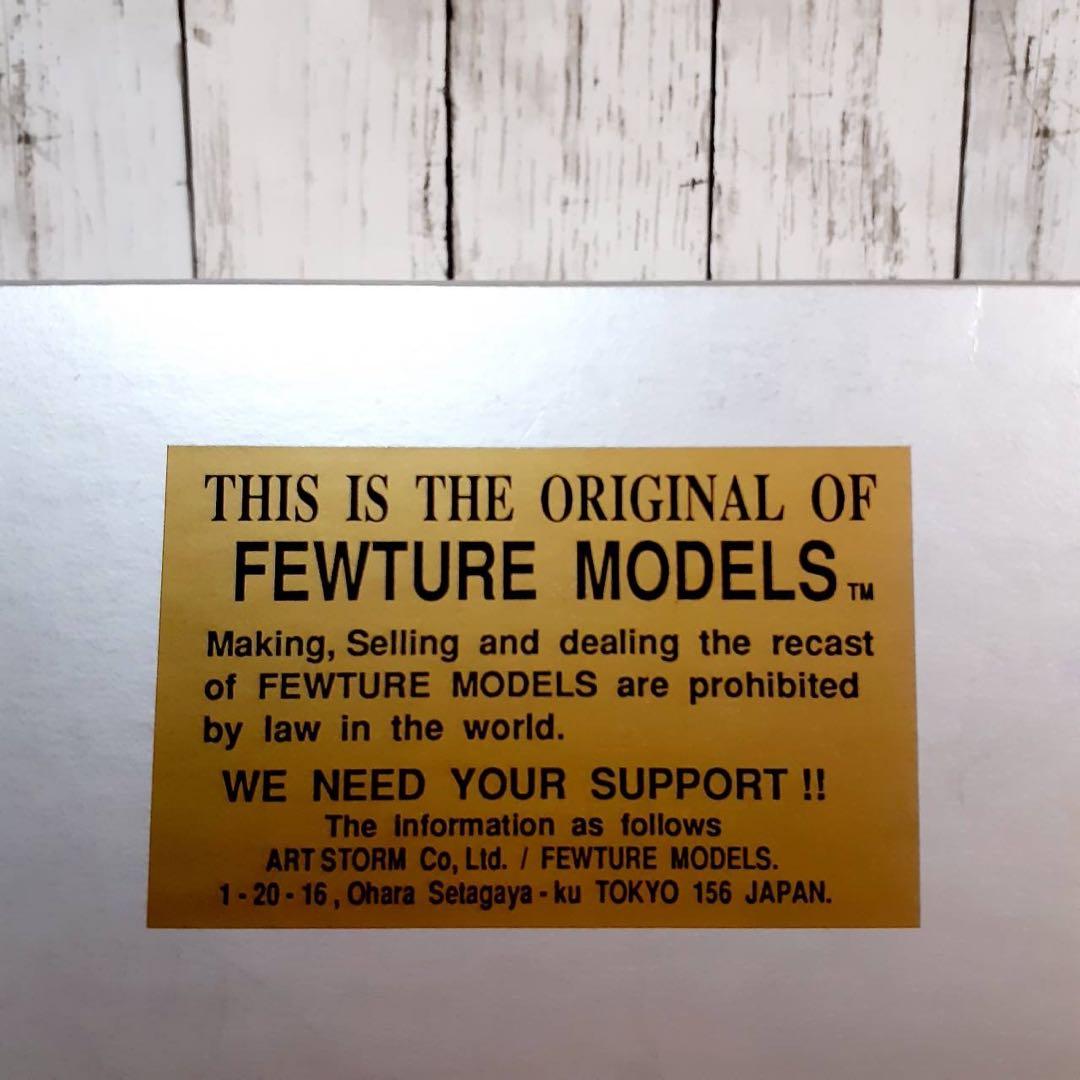 THIS IS THE ORIGINAL OF
FEWTURE MODELS TM
Making, Selling and dealing the recast
of FEWTURE MODELS are prohibited
by law in the world.
WE NEED YOUR SUPPORT !!
The information as follows
ART STORM Co, Ltd. / FEWTURE MODELS.
1 - 20 - 16 , Ohara Setagaya - ku TOKYO 156 JAPAN.